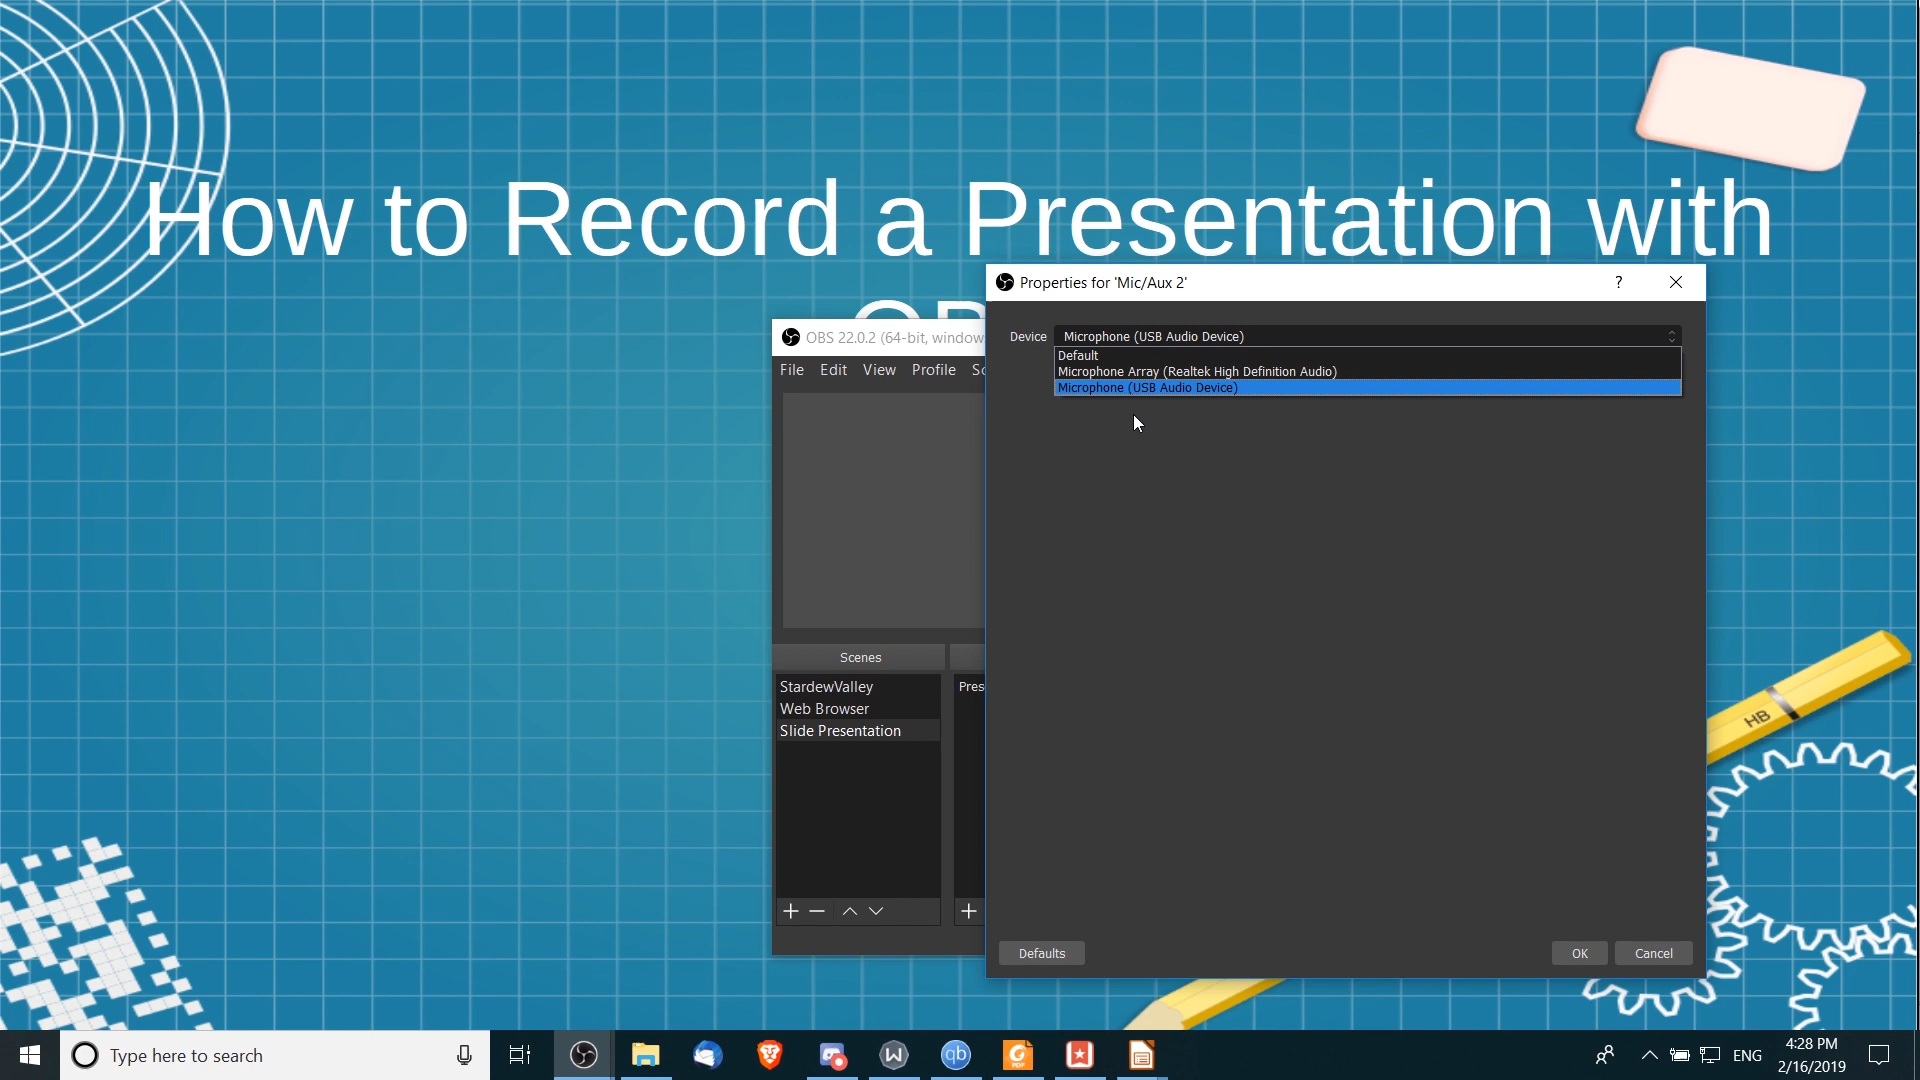 How to Record a Presentation with
Properties for 'Mic/Aux 2'
?
OBS 22.0.2 (64-bit, window
File Edit View Profile Sc
Device Microphone (USB Audio Device)
Default
Microphone Array (Realtek High Definition Audio)
Microphone (USB Audio Device)
Scenes
StardewValley
Web Browser
Slide Presentation
Pres
HB
Defaults
OK
Cancel
Type here to search
W
qb
PDF
ENG
4:28 PM
2/16/2019